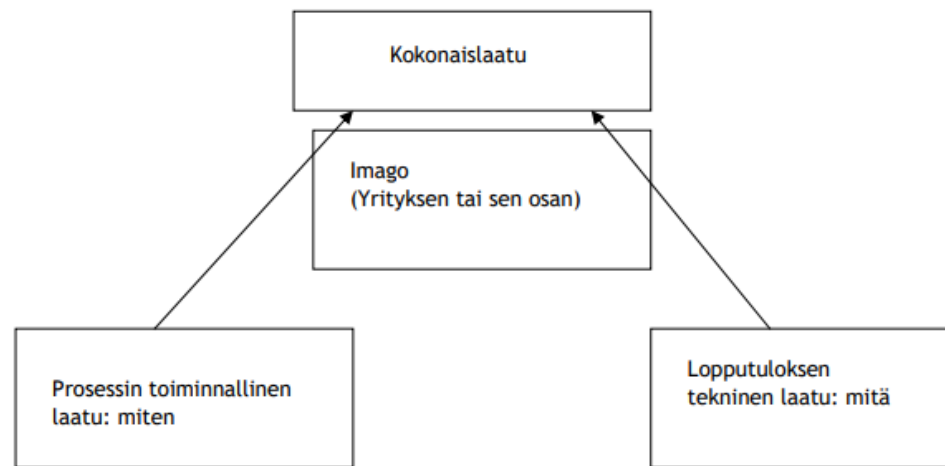 Kokonaislaatu
Imago
(Yrityksen tai sen osan)
Prosessin toiminnallinen
laatu: miten
Lopputuloksen
tekninen laatu: mitä